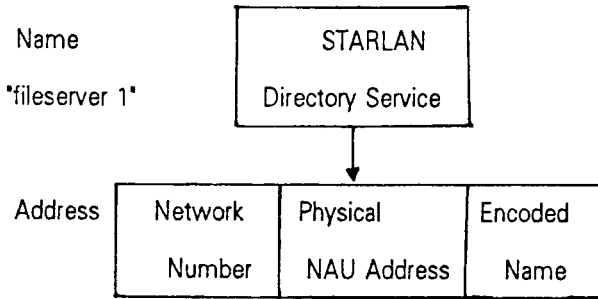 Name STARLAN
"fileserver 1" Directory Service
Address Network Physical Encoded
Number NAU Address Name